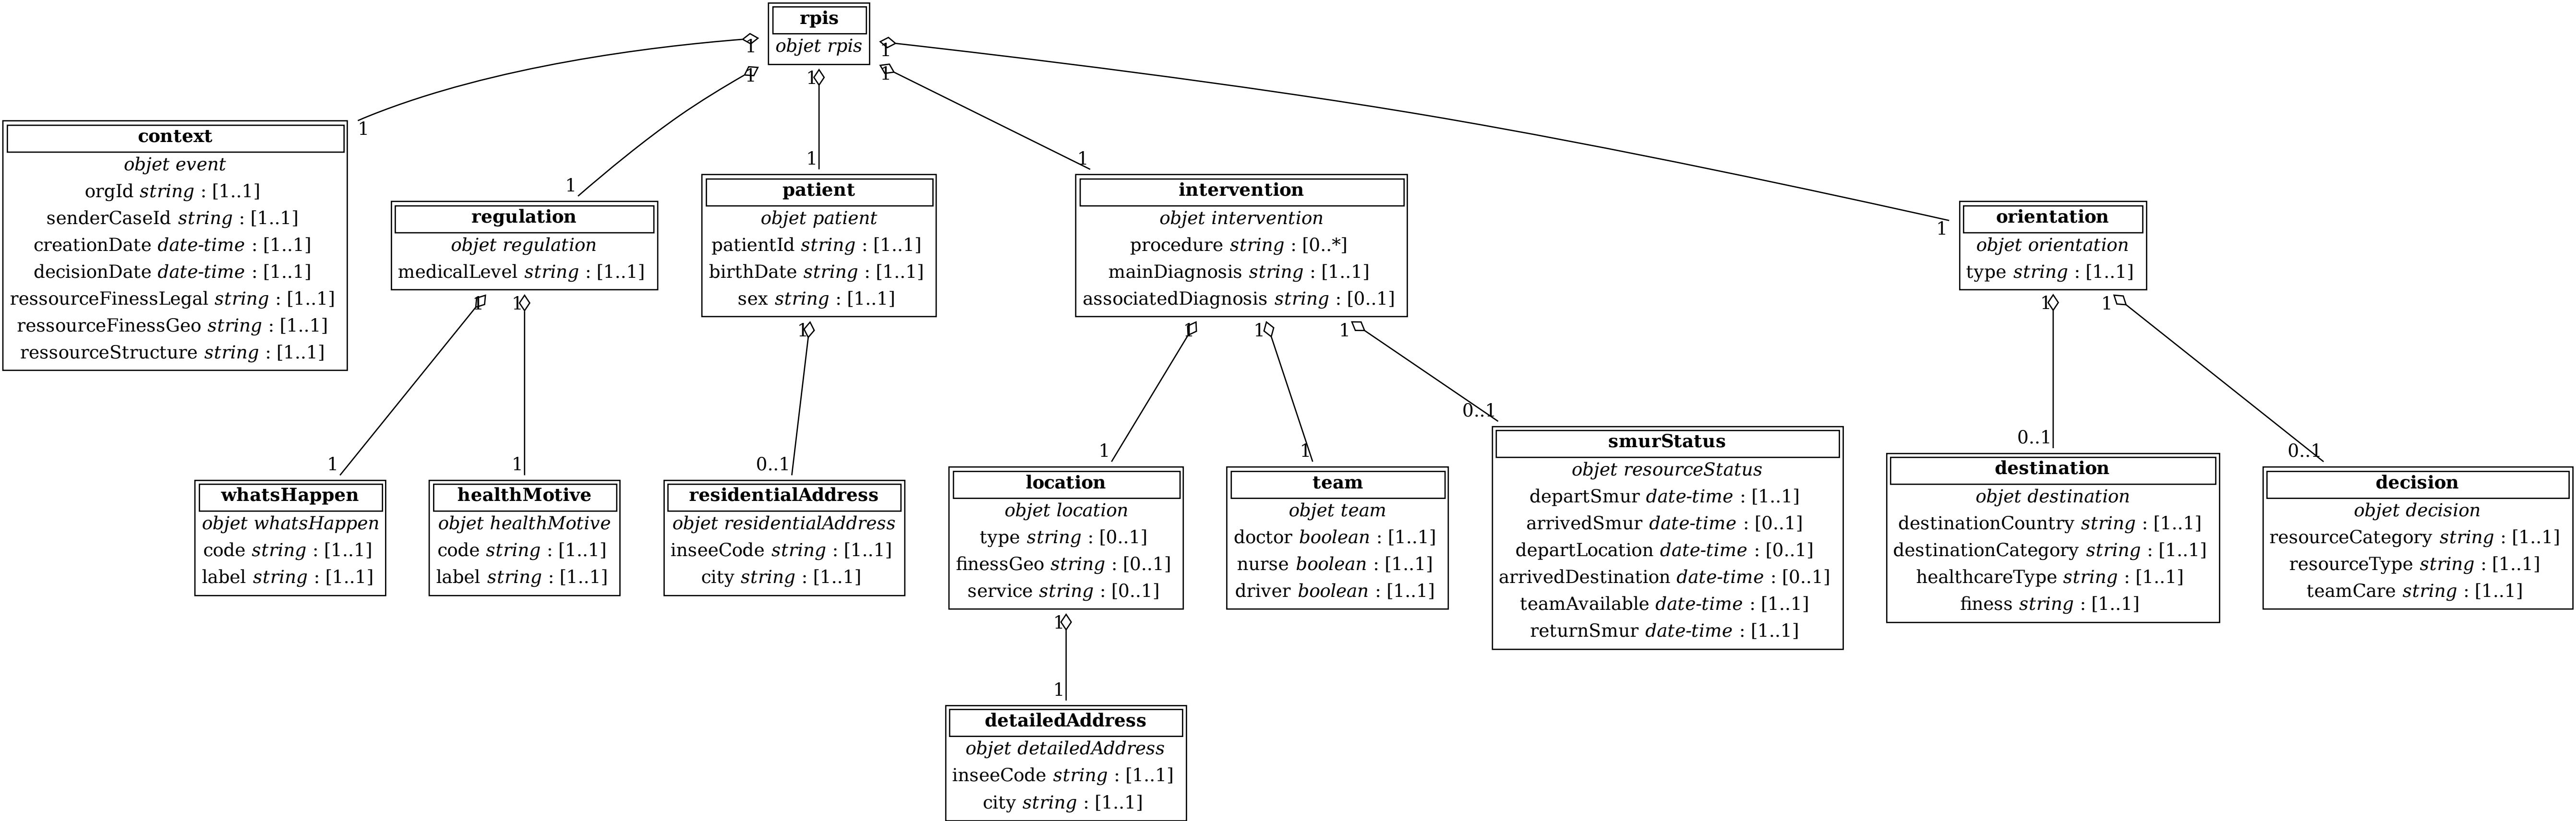 rpis
objet rpis
1
1
1
1
1
1
1
1
1
1
context
objet event
orgId string : [1..1]
senderCaseId string : [1..1]
creationDate date-time : [1..1]
decisionDate date-time : [1..1]
ressourceFinessLegal string : [1..1]
ressourceFinessGeo string : [1..1]
ressourceStructure string : [1..1]
regulation
objet regulation
medicalLevel string : [1..1]
1
1
patient
objet patient
patientId string : [1..1]
birthDate string : [1..1]
sex string : [1..1]
1
intervention
objet intervention
procedure string : [0..*]
mainDiagnosis string : [1..1]
associatedDiagnosis string : [0..1]
1
1
1
orientation
objet orientation
type string : [1..1]
1
1
1
1
0..1
1
1
0..1
0..1
0..1
whatsHappen
objet whatsHappen
code string : [1..1]
label string : [1..1]
healthMotive
objet healthMotive
code string : [1..1]
label string : [1..1]
residentialAddress
objet residentialAddress
inseeCode string : [1..1]
city string : [1..1]
location
objet location
type string : [0..1]
finessGeo string : [0..1]
service string : [0..1]
1
1
team
objet team
doctor boolean : [1..1]
nurse boolean : [1..1]
driver boolean : [1..1]
smurStatus
objet resourceStatus
departSmur date-time : [1..1]
arrivedSmur date-time : [0..1]
departLocation date-time : [0..1]
arrivedDestination date-time : [0..1]
teamAvailable date-time : [1..1]
returnSmur date-time : [1..1]
destination
objet destination
destinationCountry string : [1..1]
destinationCategory string : [1..1]
healthcareType string : [1..1]
finess string : [1..1]
decision
objet decision
resourceCategory string : [1..1]
resourceType string : [1..1]
teamCare string : [1..1]
detailedAddress
objet detailedAddress
inseeCode string : [1..1]
city string : [1..1]